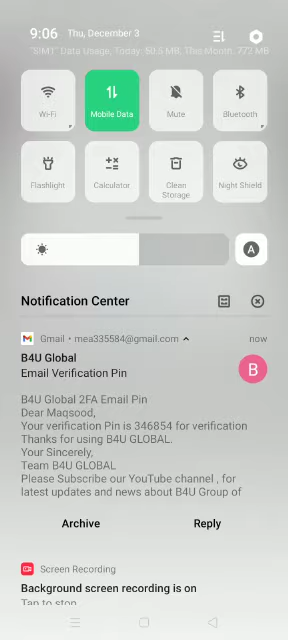 9:06 Thu, December 3
"SIM1" Data Usage, Today: 50.5 MB, This Month: 773 MB
Wi-Fi Mobile Data Mute Bluetooth
Flashlight Calculator Clean Storage Night Shield
A
Notification Center
Gmail • mea335584@gmail.com now
B4U Global
Email Verification Pin
B
B4U Global 2FA Email Pin
Dear Maqsood,
Your verification Pin is 346854 for verification
Thanks for using B4U GLOBAL.
Your Sincerely,
Team B4U GLOBAL
Please Subscribe our YouTube channel , for
latest updates and news about B4U Group of
Archive Reply
Screen Recording
Background screen recording is on
Tap to stop